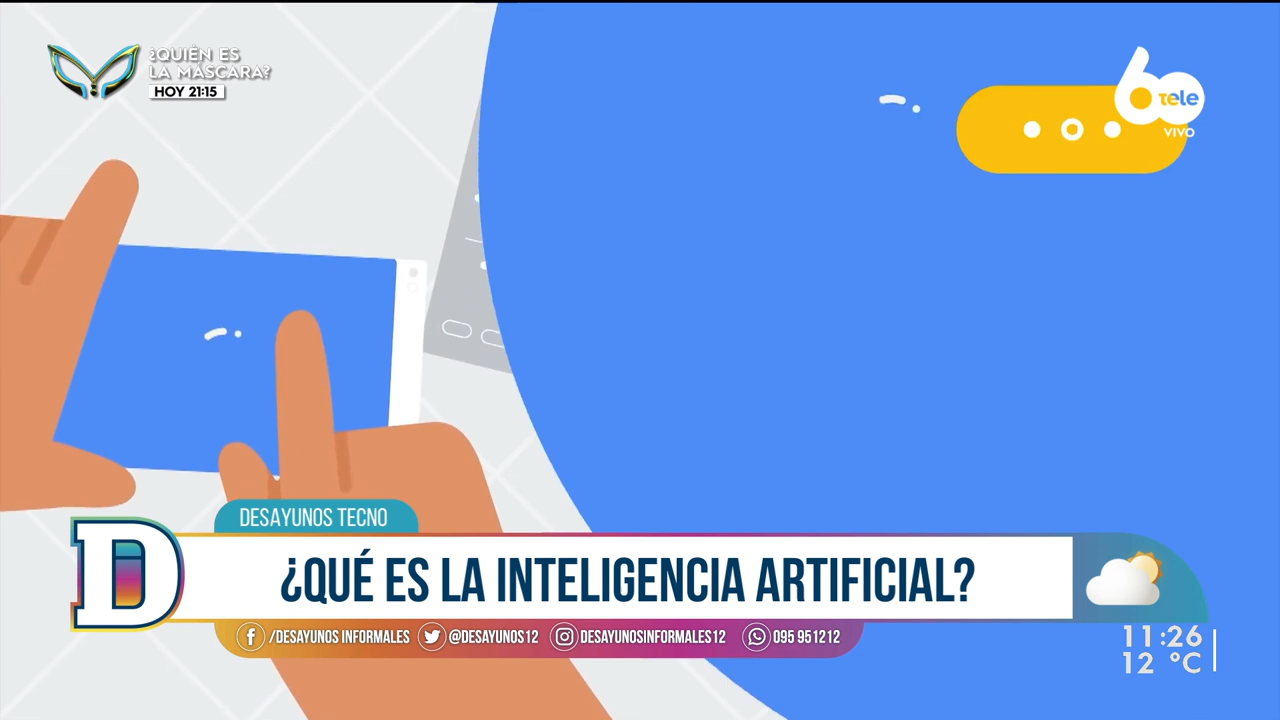 ¿QUIÉN ES
LA MÁSCARA?
HOY 21:15
60 Tele
VIVO
DESAYUNOS TECNO
D
¿QUÉ ES LA INTELIGENCIA ARTIFICIAL?
/DESAYUNOS INFORMALES @DESAYUNOS12 DESAYUNOSINFORMALES12 095 951212
11:26
12 °C